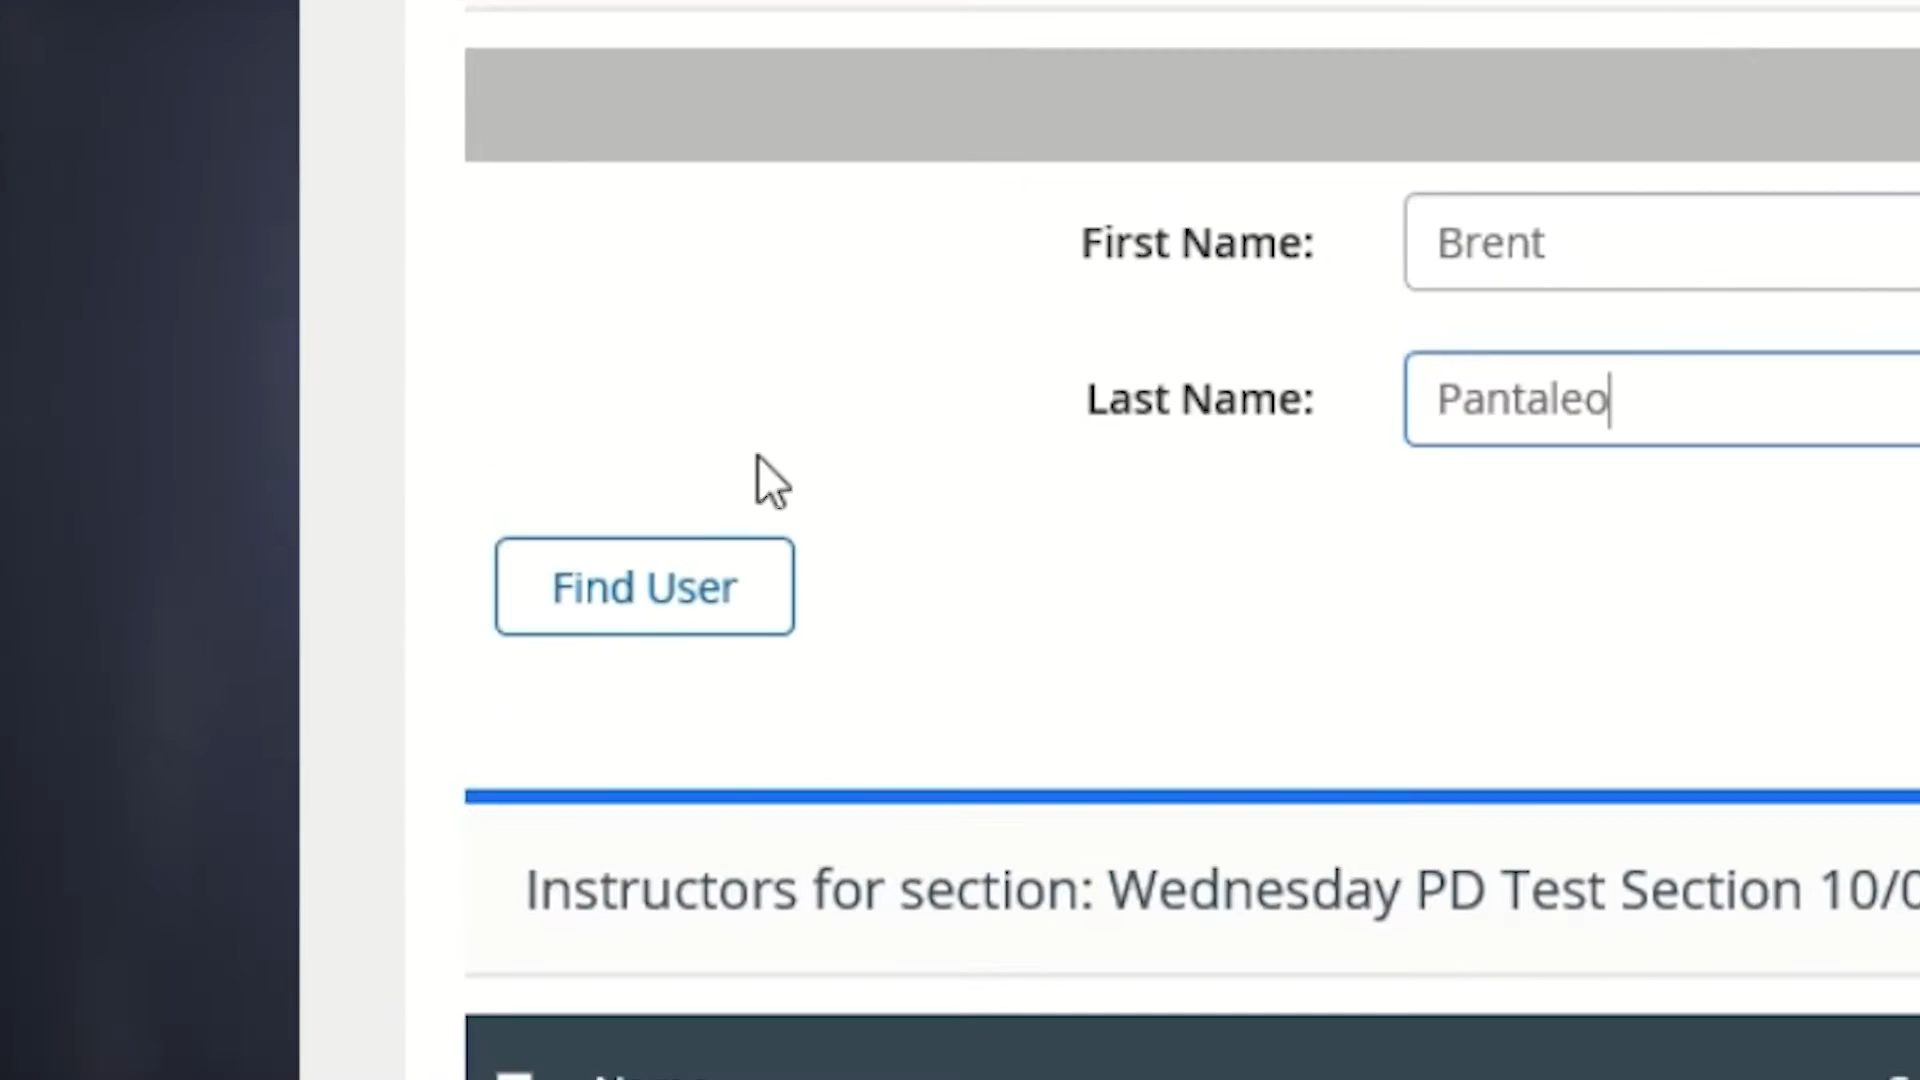 First Name: Brent
Last Name: Pantaleo
Find User
Instructors for section: Wednesday PD Test Section 10/0